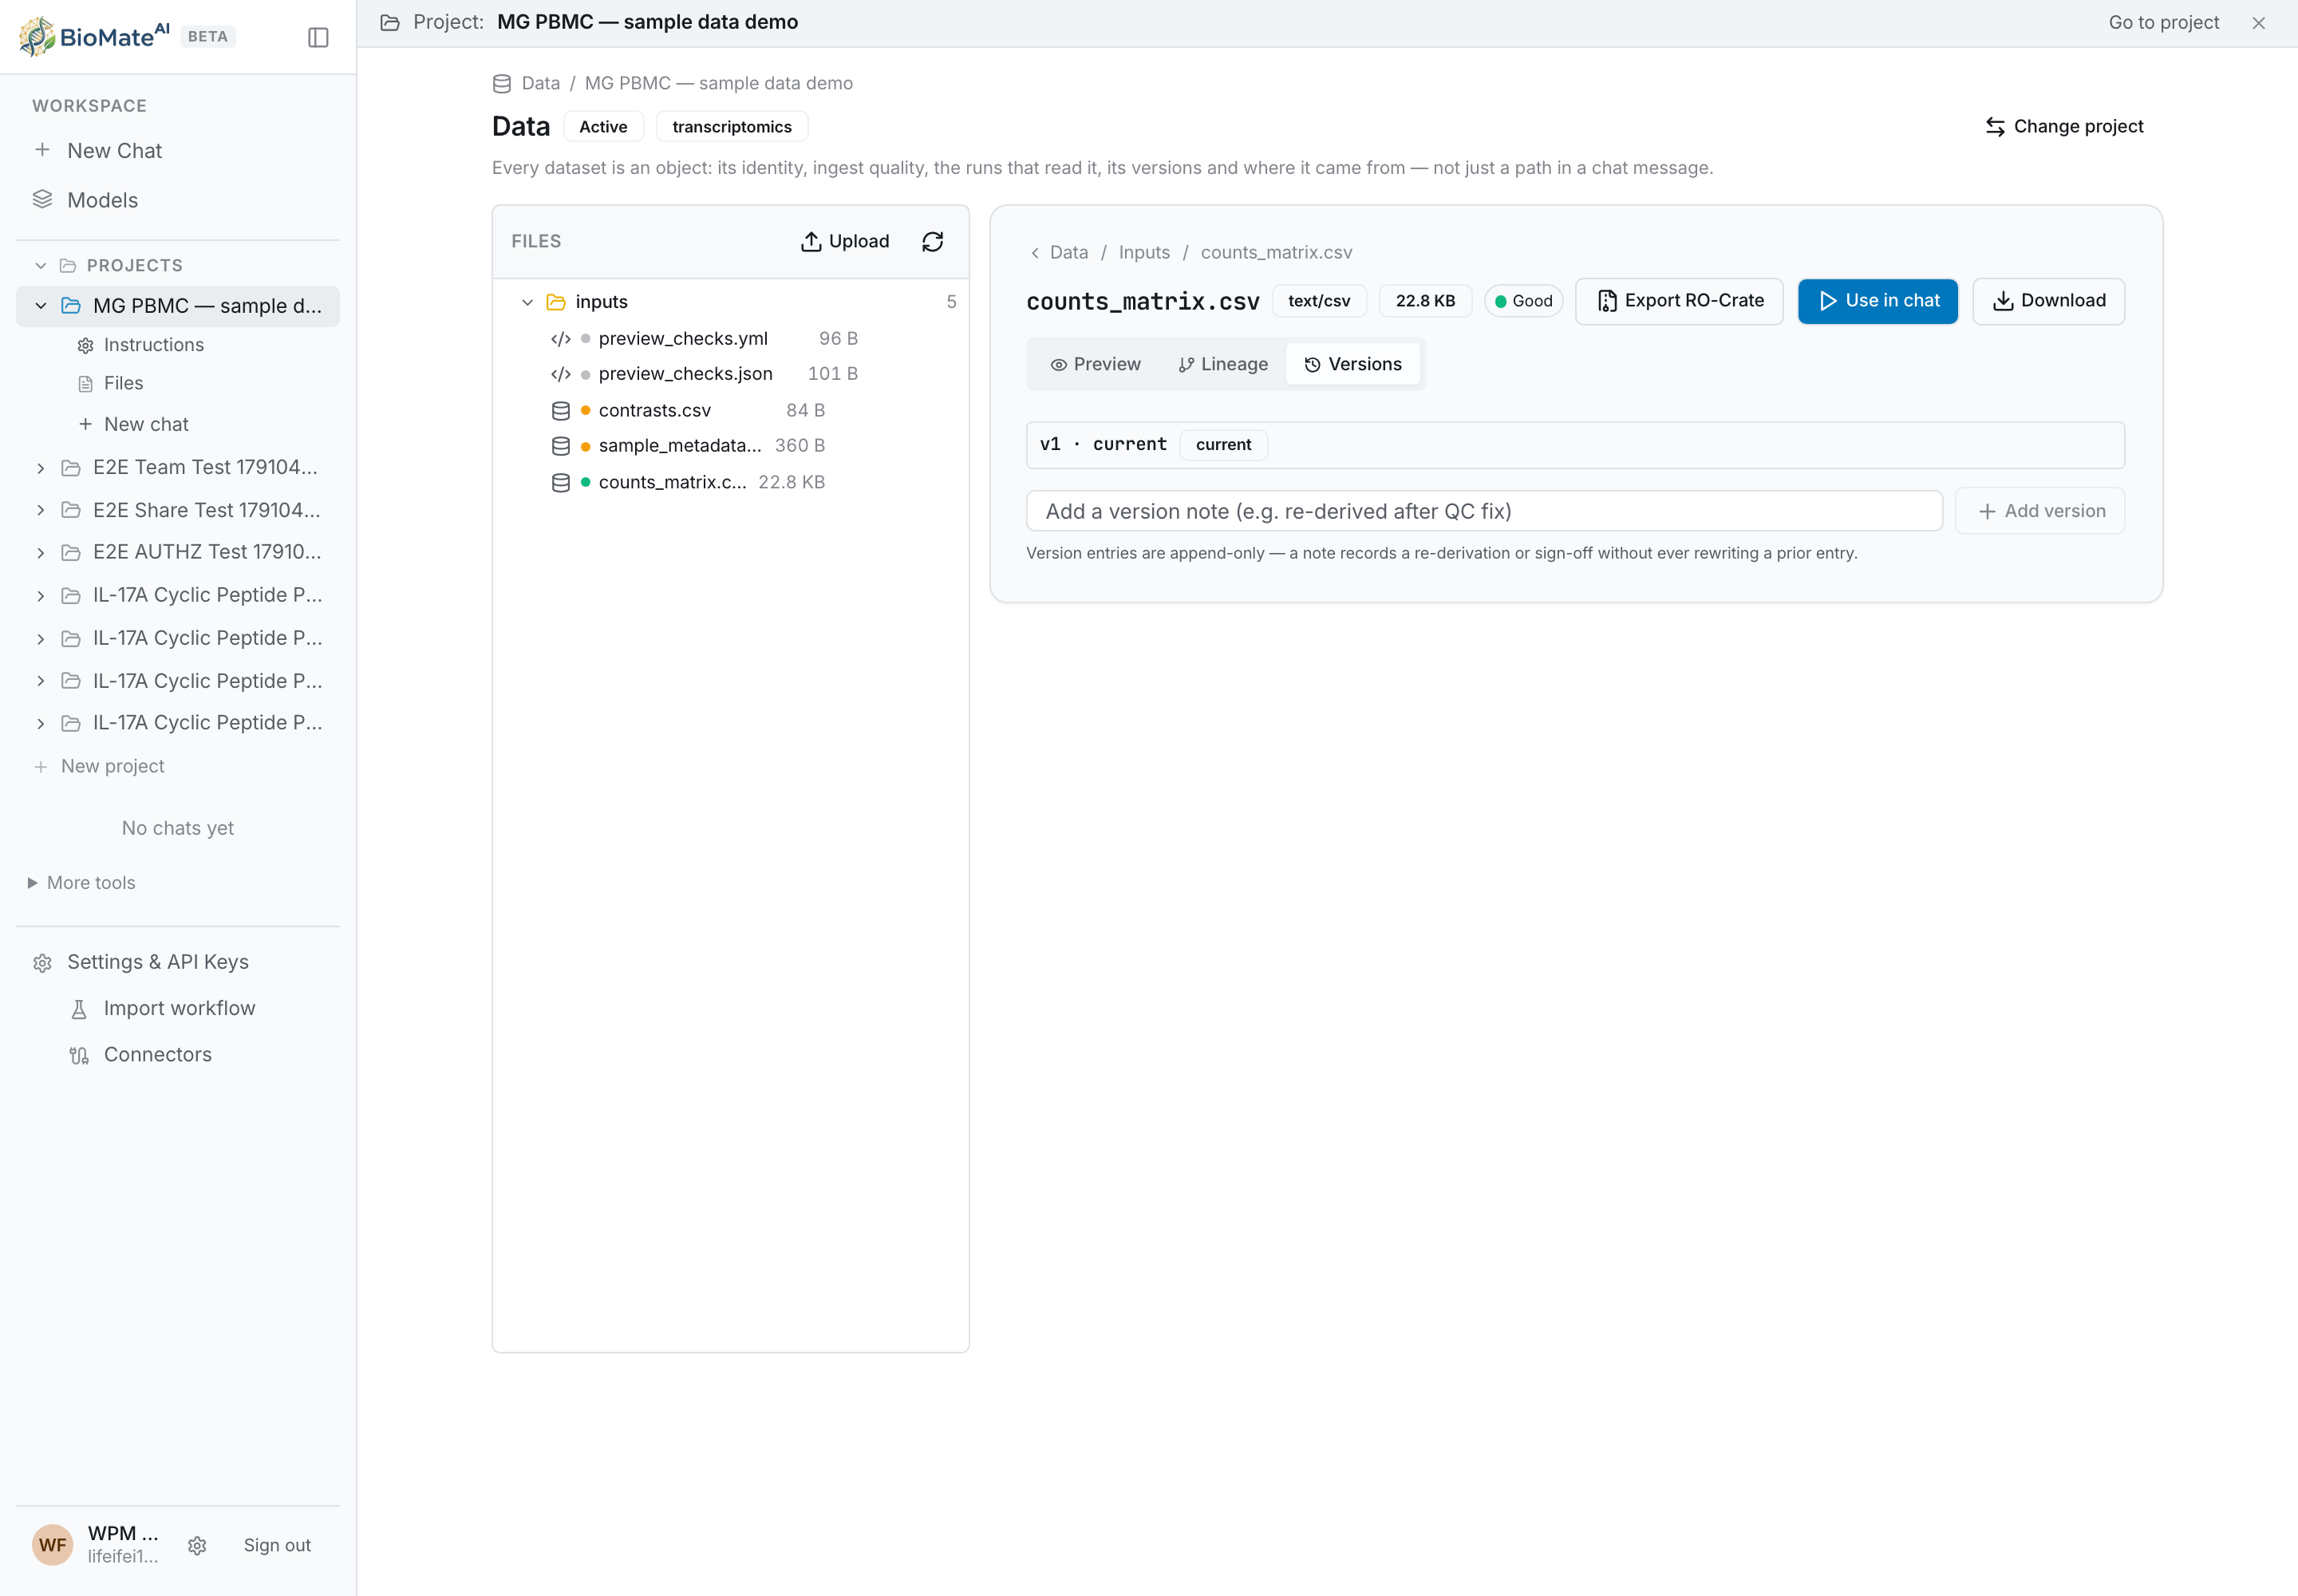 BioMate AI BETA
WORKSPACE
New Chat
Models
PROJECTS
MG PBMC — sample d...
Instructions
Files
New chat
E2E Team Test 179104...
E2E Share Test 179104...
E2E AUTHZ Test 17910...
IL-17A Cyclic Peptide P...
IL-17A Cyclic Peptide P...
IL-17A Cyclic Peptide P...
IL-17A Cyclic Peptide P...
New project
No chats yet
More tools
Settings & API Keys
Import workflow
Connectors
WF
WPM ...
lifeifei1...
Sign out
Project: MG PBMC — sample data demo
Go to project
Data / MG PBMC — sample data demo
Data Active transcriptomics
Change project
Every dataset is an object: its identity, ingest quality, the runs that read it, its versions and where it came from — not just a path in a chat message.
FILES Upload
inputs 5
preview_checks.yml 96 B
preview_checks.json 101 B
contrasts.csv 84 B
sample_metadata... 360 B
counts_matrix.c... 22.8 KB
Data / Inputs / counts_matrix.csv
counts_matrix.csv text/csv 22.8 KB Good Export RO-Crate Use in chat Download
Preview Lineage Versions
v1 · current current
Add a version note (e.g. re-derived after QC fix) Add version
Version entries are append-only — a note records a re-derivation or sign-off without ever rewriting a prior entry.